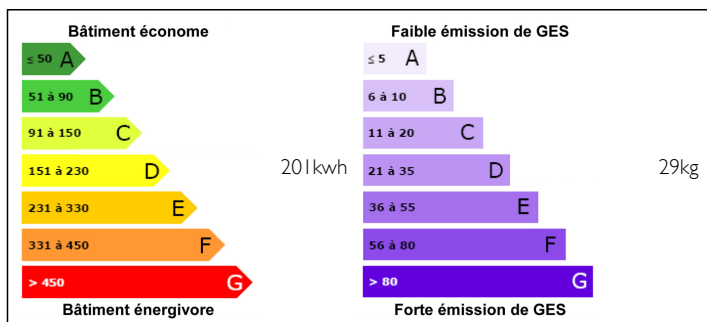 Bâtiment économe
≤ 50 A
51 à 90 B
91 à 150 C
151 à 230 D
201kwh
231 à 330 E
331 à 450 F
> 450 G
Bâtiment énergivore
Faible émission de GES
≤ 5 A
6 à 10 B
11 à 20 C
21 à 35 D
29kg
36 à 55 E
56 à 80 F
> 80 G
Forte émission de GES